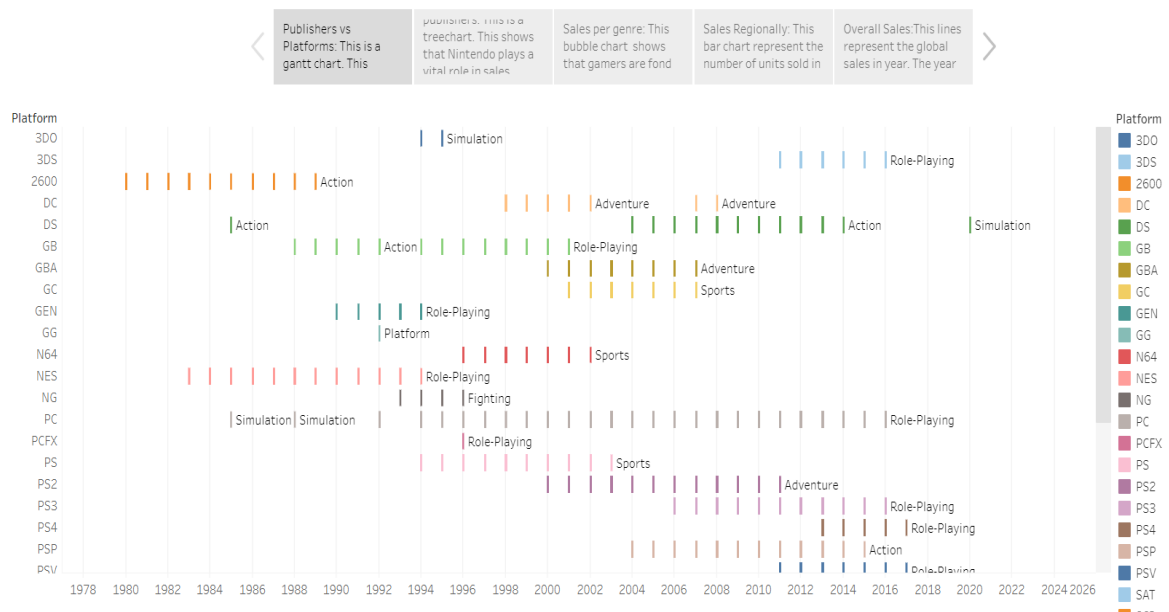 Publishers vs
Platforms: This is a
gantt chart. This
publishers. This is a
treechart. This shows
that Nintendo plays a
vital role in sales
Sales per genre: This
bubble chart shows
that gamers are fond
Sales Regionally: This
bar chart represent the
number of units sold in
Overall Sales:This lines
represent the global
sales in year. The year
Platform
3DO Simulation
3DS Role-Playing
2600 Action
DC Adventure Adventure
DS Action Action Simulation
GB Action Role-Playing
GBA Adventure
GC Sports
GEN Role-Playing
GG Platform
N64 Sports
NES Role-Playing
NG Fighting
PC Simulation Simulation Role-Playing
PCFX Role-Playing
PS Sports
PS2 Adventure
PS3 Role-Playing
PS4 Role-Playing
PSP Action
PSV Role-Playing
1978 1980 1982 1984 1986 1988 1990 1992 1994 1996 1998 2000 2002 2004 2006 2008 2010 2012 2014 2016 2018 2020 2022 2024 2026
Platform
3DO
3DS
2600
DC
DS
GB
GBA
GC
GEN
GG
N64
NES
NG
PC
PCFX
PS
PS2
PS3
PS4
PSP
PSV
SAT